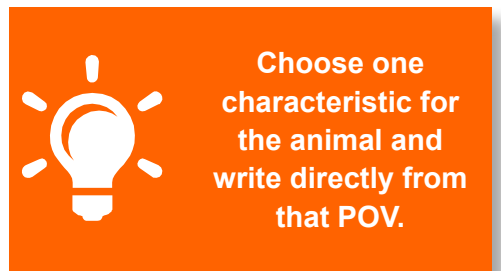 Choose one
characteristic for
the animal and
write directly from
that POV.